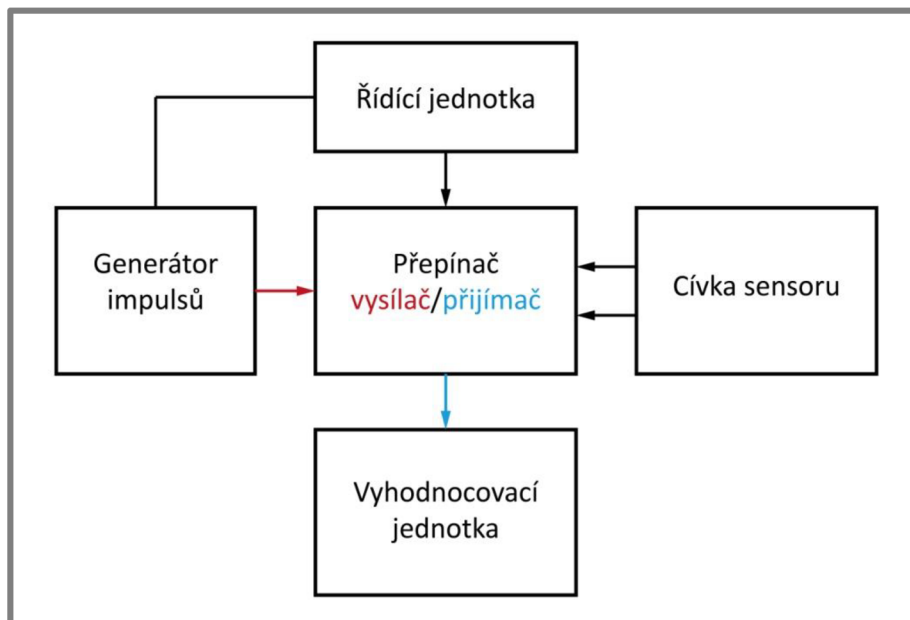 Řídící jednotka
Generátor
impulsů
Přepínač
vysílač/přijímač
Cívka sensoru
Vyhodnocovací
jednotka